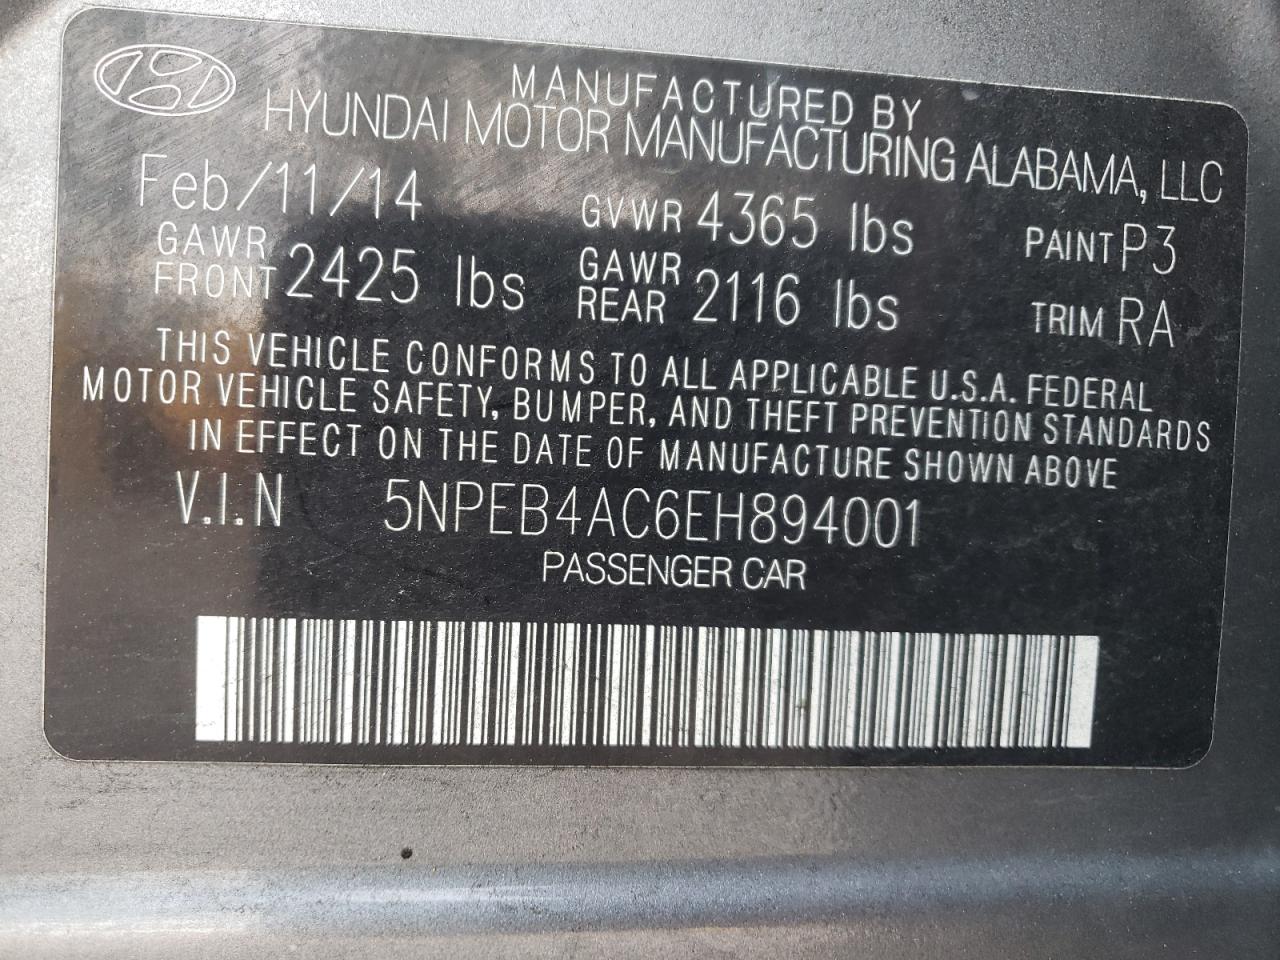 MANUFACTURED BY
HYUNDAI MOTOR MANUFACTURING ALABAMA, LLC
Feb/11/14 GVWR 4365 lbs PAINT P3
GAWR FRONT 2425 lbs GAWR REAR 2116 lbs TRIM RA
THIS VEHICLE CONFORMS TO ALL APPLICABLE U.S.A. FEDERAL
MOTOR VEHICLE SAFETY, BUMPER, AND THEFT PREVENTION STANDARDS
IN EFFECT ON THE DATE OF MANUFACTURE SHOWN ABOVE
V.I.N 5NPEB4AC6EH894001
PASSENGER CAR